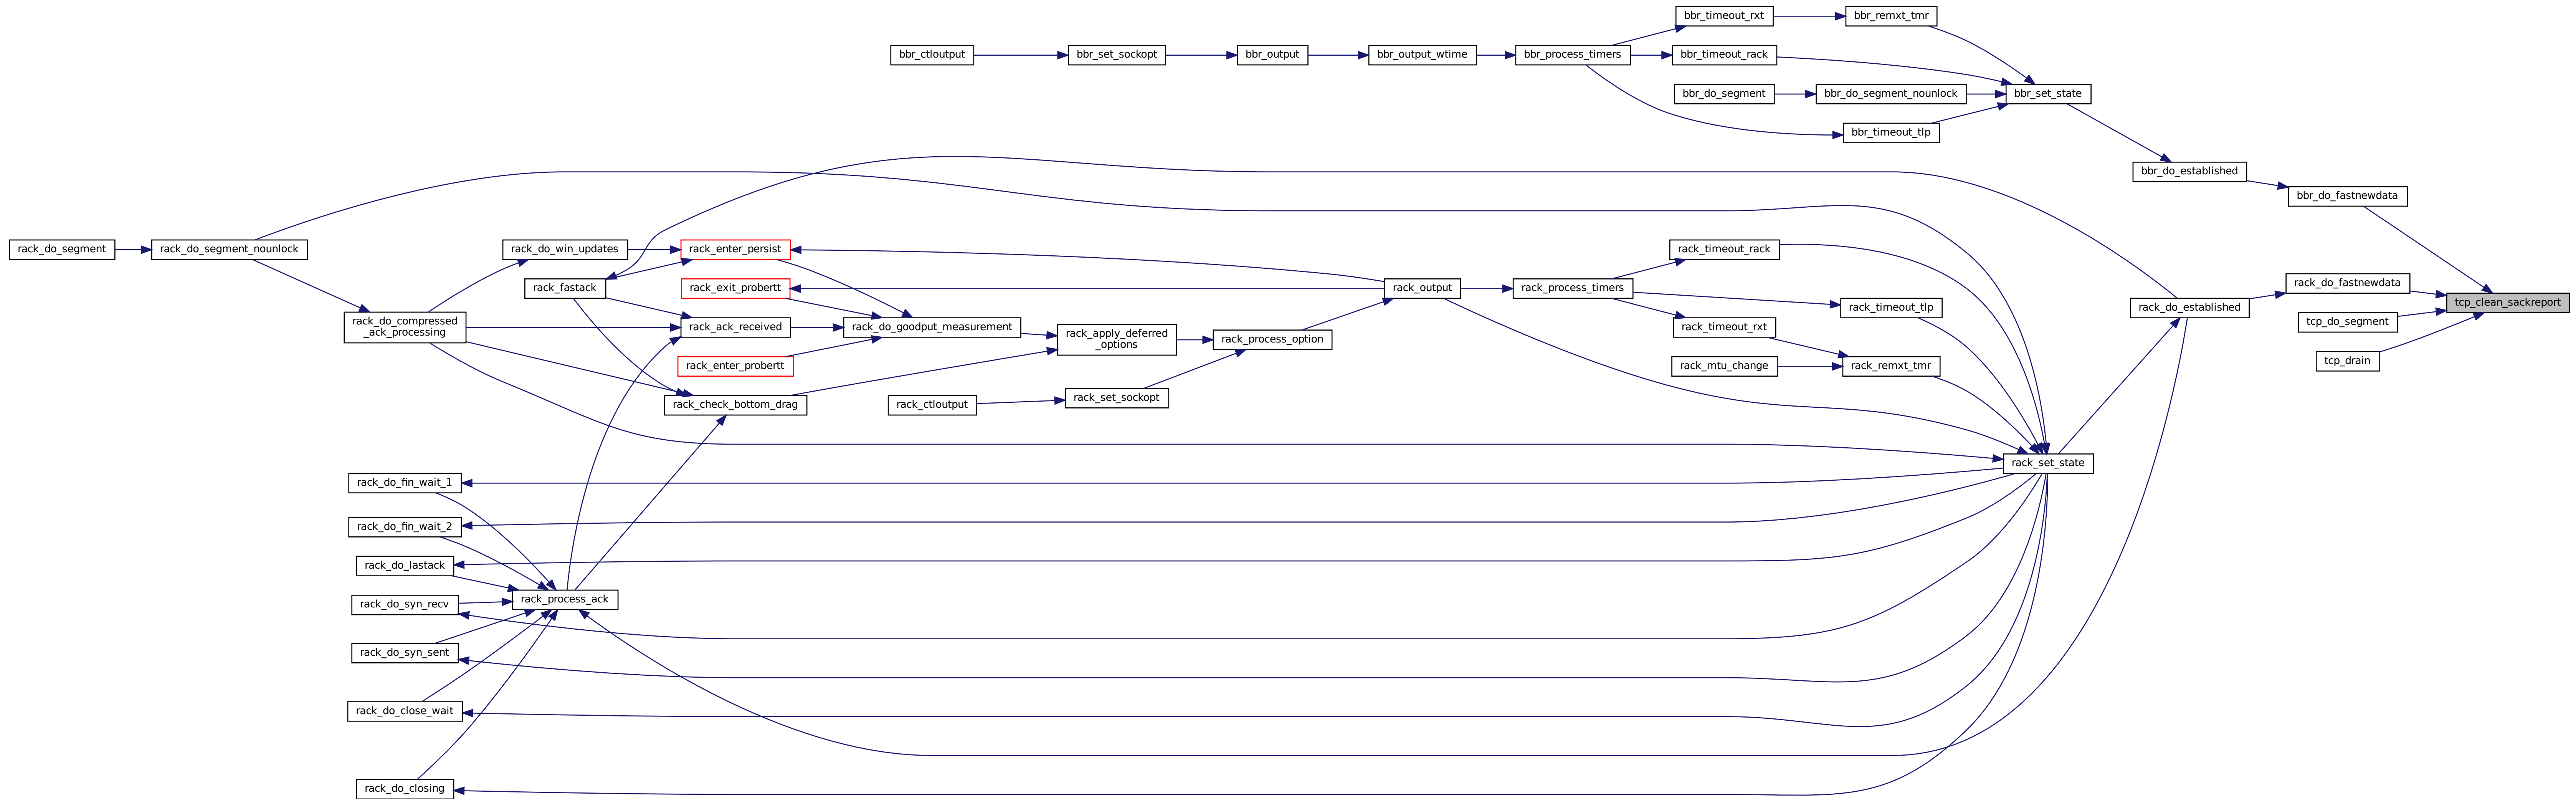 bbr_timeout_rxt
bbr_remxt_tmr
bbr_ctloutput
bbr_set_sockopt
bbr_output
bbr_output_wtime
bbr_process_timers
bbr_timeout_rack
bbr_do_segment
bbr_do_segment_nounlock
bbr_set_state
bbr_timeout_tlp
bbr_do_established
bbr_do_fastnewdata
rack_do_segment
rack_do_segment_nounlock
rack_do_win_updates
rack_enter_persist
rack_timeout_rack
rack_fastack
rack_exit_probertt
rack_output
rack_process_timers
rack_do_fastnewdata
tcp_clean_sackreport
rack_timeout_tlp
rack_do_established
rack_do_compressed
_ack_processing
rack_ack_received
rack_do_goodput_measurement
rack_apply_deferred
_options
rack_process_option
rack_timeout_rxt
tcp_do_segment
rack_enter_probertt
rack_mtu_change
rack_remxt_tmr
tcp_drain
rack_check_bottom_drag
rack_ctloutput
rack_set_sockopt
rack_set_state
rack_do_fin_wait_1
rack_do_fin_wait_2
rack_do_lastack
rack_process_ack
rack_do_syn_recv
rack_do_syn_sent
rack_do_close_wait
rack_do_closing